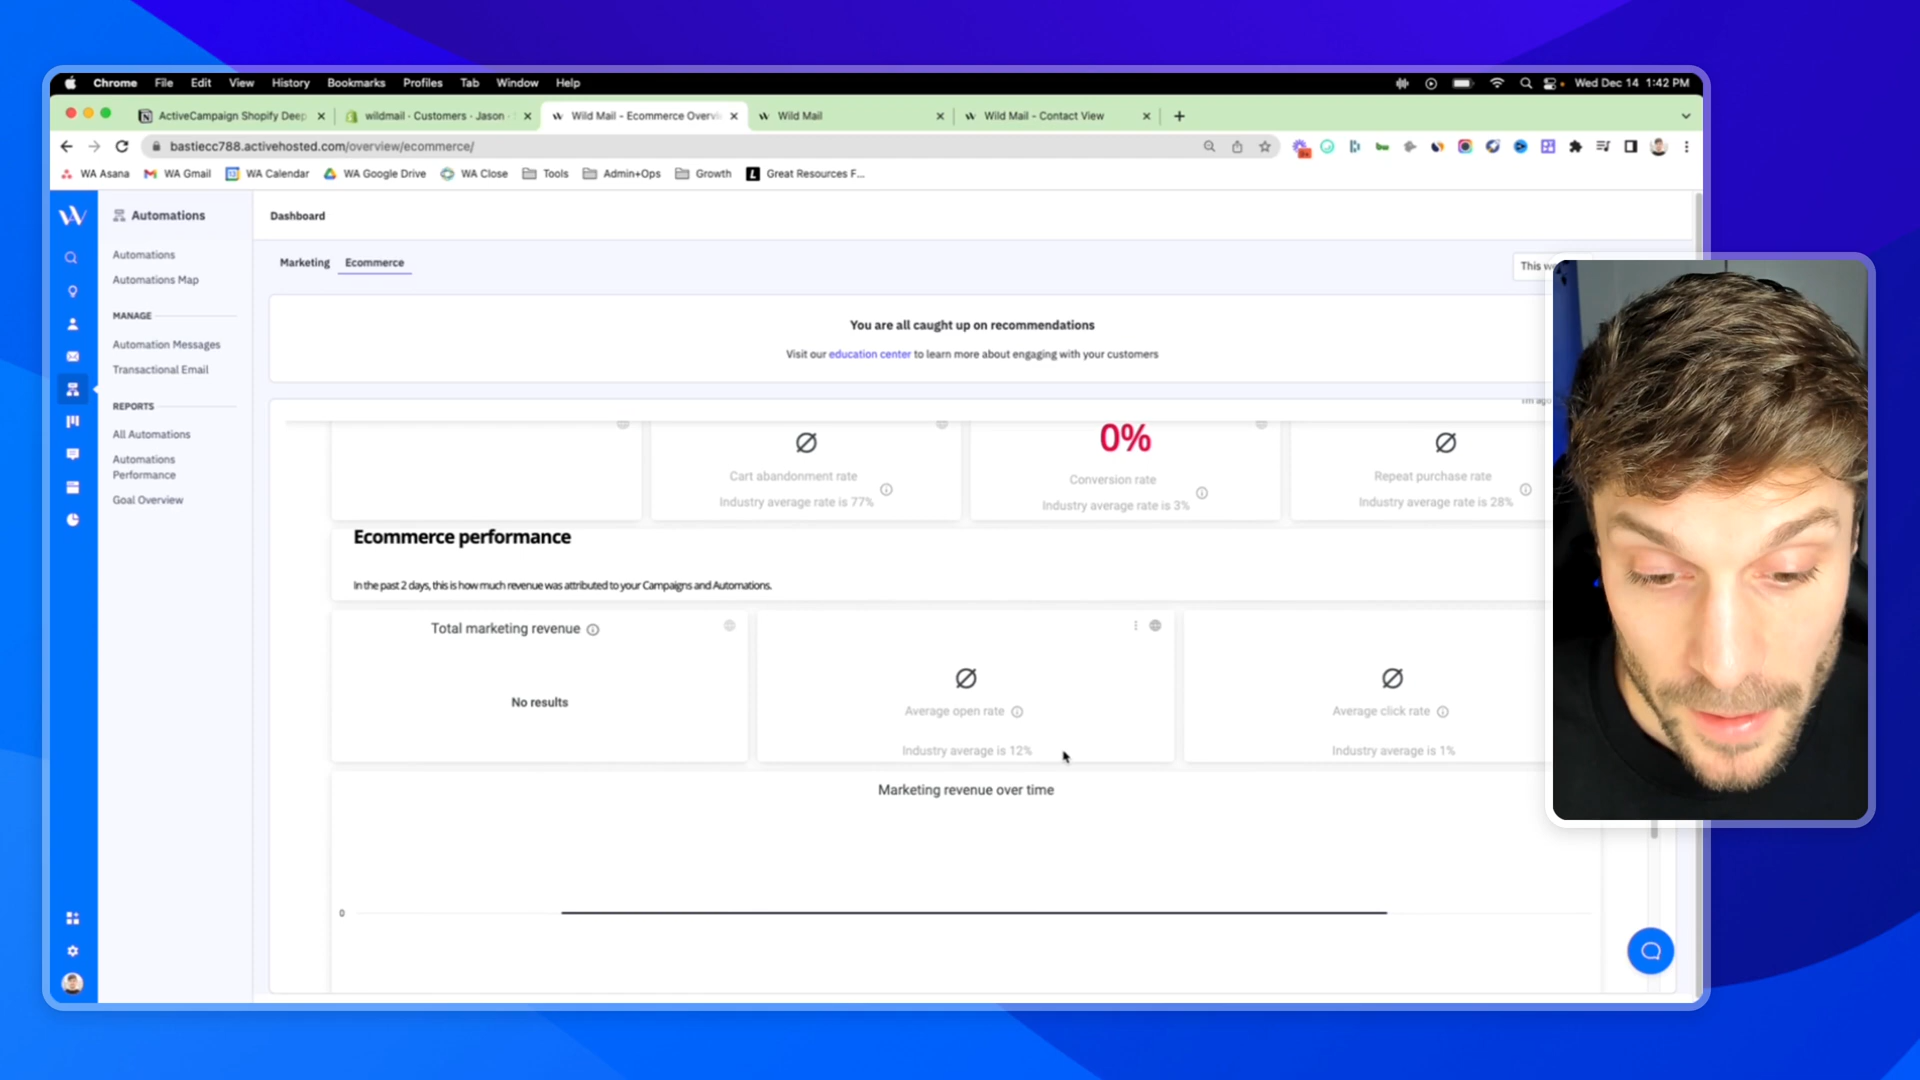 Chrome File Edit View History Bookmarks Profiles Tab Window Help Wed Dec 14 1:42 PM
ActiveCampaign Shopify Deep wildmail · Customers · Jason Wild Mail - Ecommerce Overvi Wild Mail Wild Mail - Contact View
bastiecc788.activehosted.com/overview/ecommerce/
WA Asana WA Gmail WA Calendar WA Google Drive WA Close Tools Admin+Ops Growth Great Resources F...
Automations
Dashboard
Automations
Automations Map
MANAGE
Automation Messages
Transactional Email
REPORTS
All Automations
Automations
Performance
Goal Overview
Marketing Ecommerce
This we
You are all caught up on recommendations
Visit our education center to learn more about engaging with your customers
1m ago
Ø
Cart abandonment rate
Industry average rate is 77%
0%
Conversion rate
Industry average rate is 3%
Ø
Repeat purchase rate
Industry average rate is 28%
Ecommerce performance
In the past 2 days, this is how much revenue was attributed to your Campaigns and Automations.
Total marketing revenue
No results
Ø
Average open rate
Industry average is 12%
Ø
Average click rate
Industry average is 1%
Marketing revenue over time
0